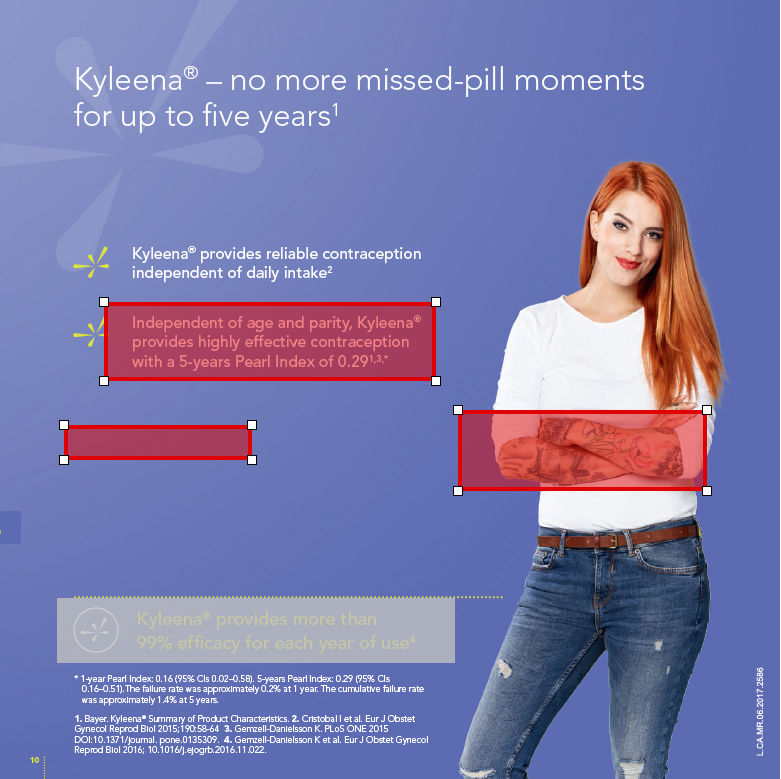 Kyleena® – no more missed-pill moments
for up to five years¹
Kyleena® provides reliable contraception
independent of daily intake²
Independent of age and parity, Kyleena®
provides highly effective contraception
with a 5-years Pearl Index of 0.29¹,³,*
Kyleena® provides more than
99% efficacy for each year of use⁴
* 1-year Pearl Index: 0.16 (95% CIs 0.02–0.58). 5-years Pearl Index: 0.29 (95% CIs
0.16–0.51).The failure rate was approximately 0.2% at 1 year. The cumulative failure rate
was approximately 1.4% at 5 years.
1. Bayer. Kyleena® Summary of Product Characteristics. 2. Cristobal I et al. Eur J Obstet
Gynecol Reprod Biol 2015;190:58-64 3. Gemzell-Danielsson K. PLoS ONE 2015
DOI:10.1371/journal. pone.0135309. 4. Gemzell-Danielsson K et al. Eur J Obstet Gynecol
Reprod Biol 2016; 10.1016/j.ejogrb.2016.11.022.
10
L.CA.MR.06.2017.2586